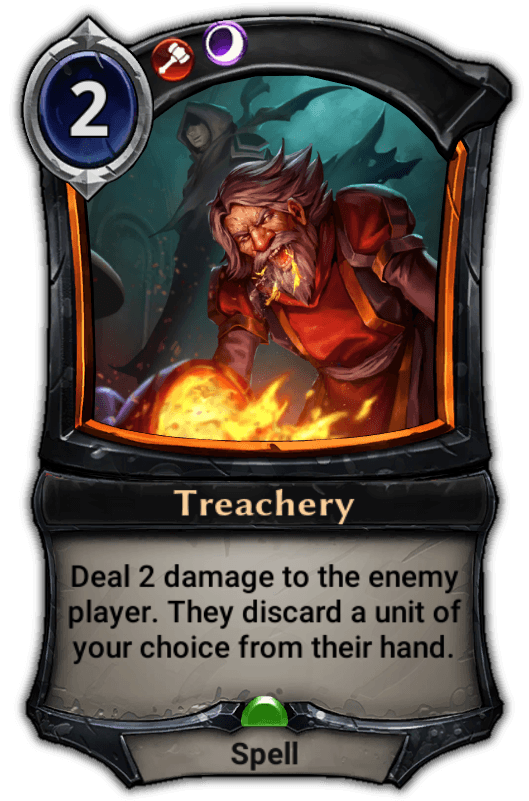 2
Treachery
Deal 2 damage to the enemy
player. They discard a unit of
your choice from their hand.
Spell